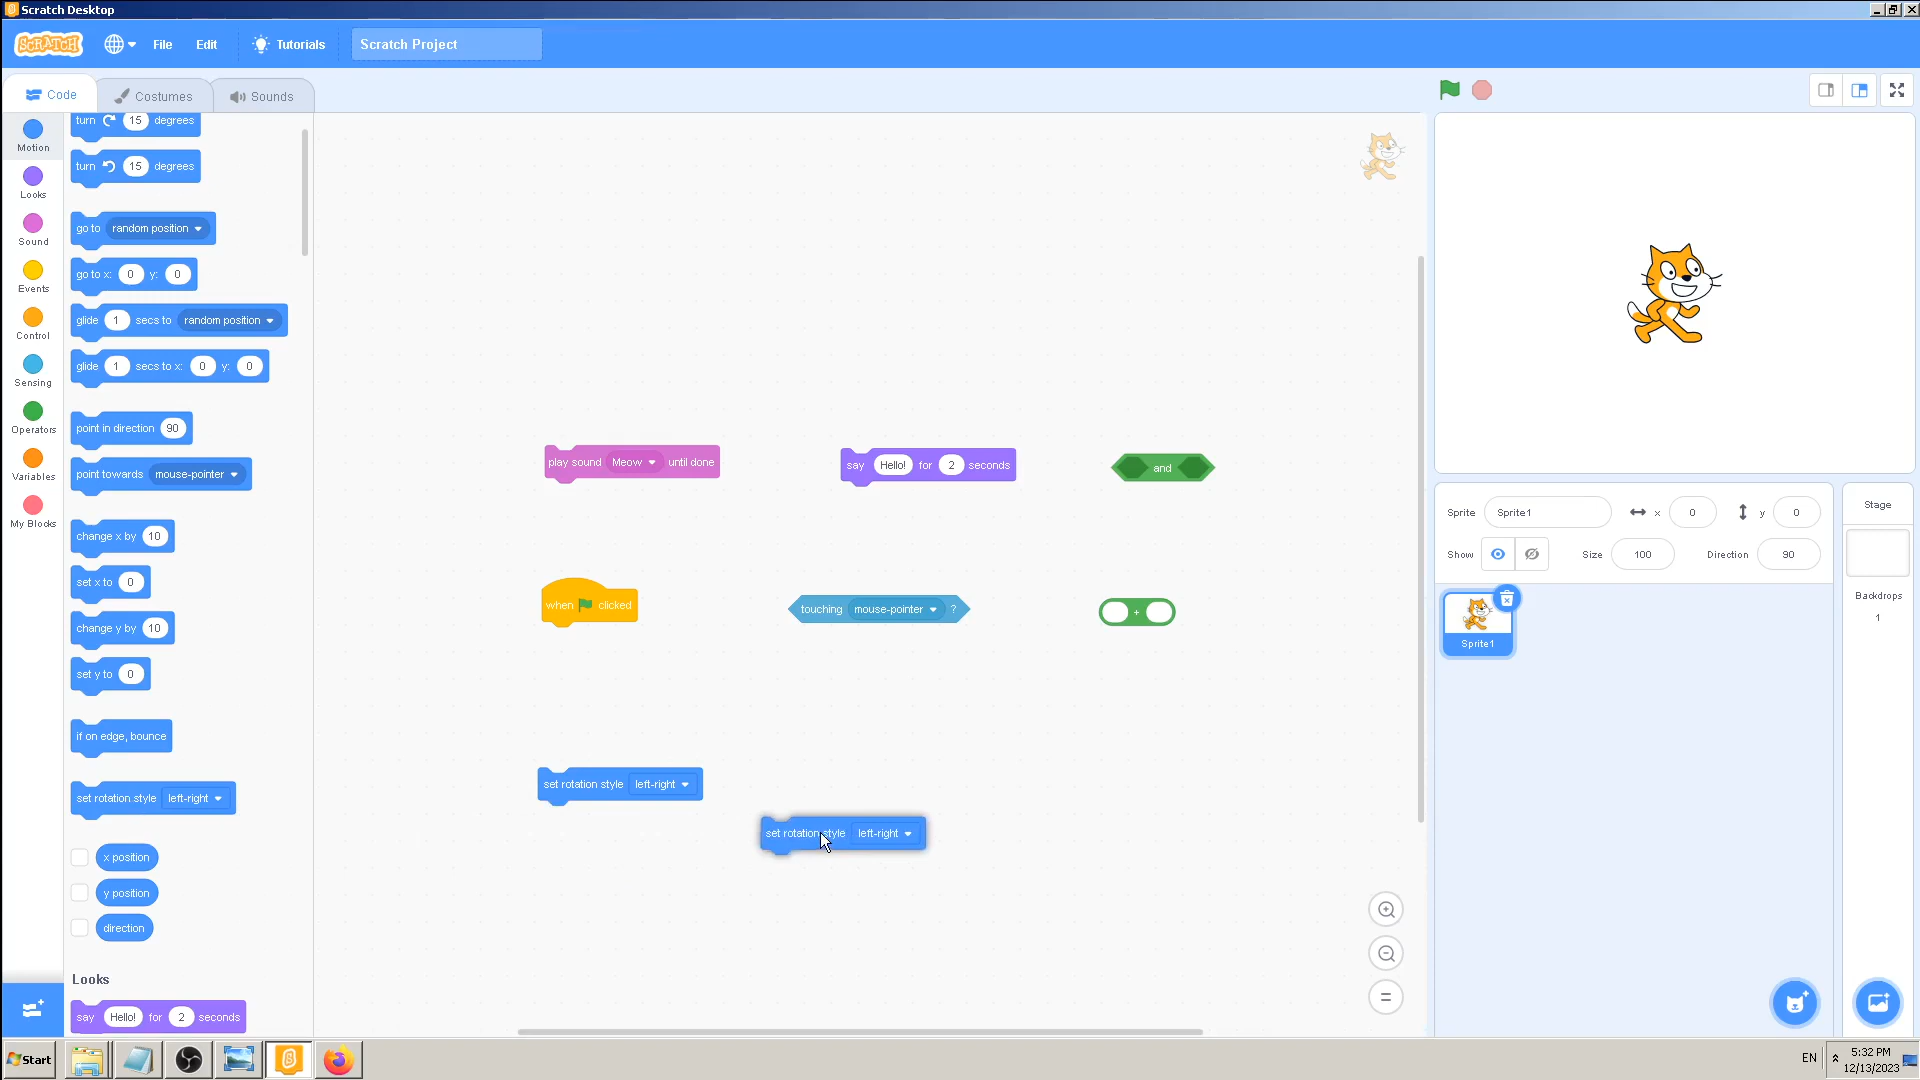 Scratch Desktop
SCRATCH
File
Edit
Tutorials
Scratch Project
Code
Costumes
Sounds
Motion
Looks
Sound
Events
Control
Sensing
Operators
Variables
My Blocks
turn 15 degrees
turn 15 degrees
go to random position
go to x: 0 y: 0
glide 1 secs to random position
glide 1 secs to x: 0 y: 0
point in direction 90
point towards mouse-pointer
change x by 10
set x to 0
change y by 10
set y to 0
if on edge, bounce
set rotation style left-right
x position
y position
direction
Looks
say Hello! for 2 seconds
play sound Meow until done
say Hello! for 2 seconds
and
when clicked
touching mouse-pointer ?
+
set rotation style left-right
set rotation style left-right
Sprite Sprite1 x 0 y 0
Show Size 100 Direction 90
Sprite1
Stage
Backdrops
1
Start
EN
5:32 PM
12/13/2023